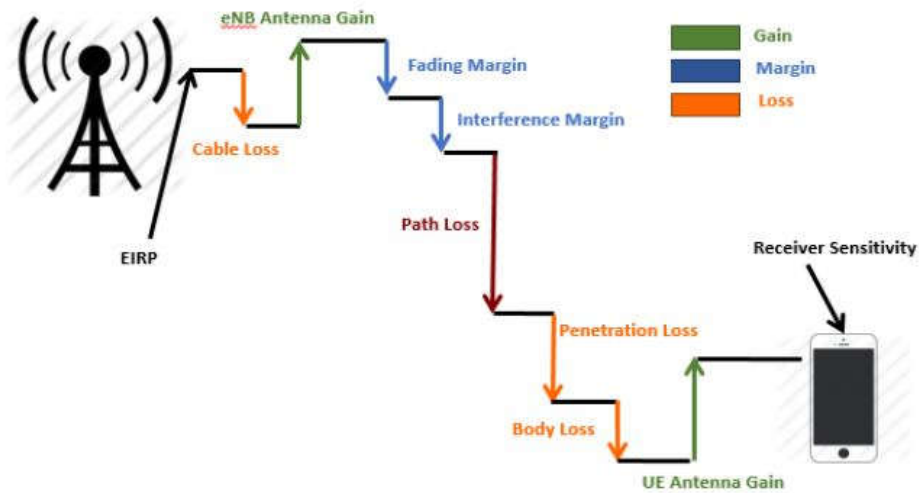 eNB Antenna Gain
Gain
Fading Margin
Margin
Loss
Interference Margin
Cable Loss
Path Loss
EIRP
Receiver Sensitivity
Penetration Loss
Body Loss
UE Antenna Gain